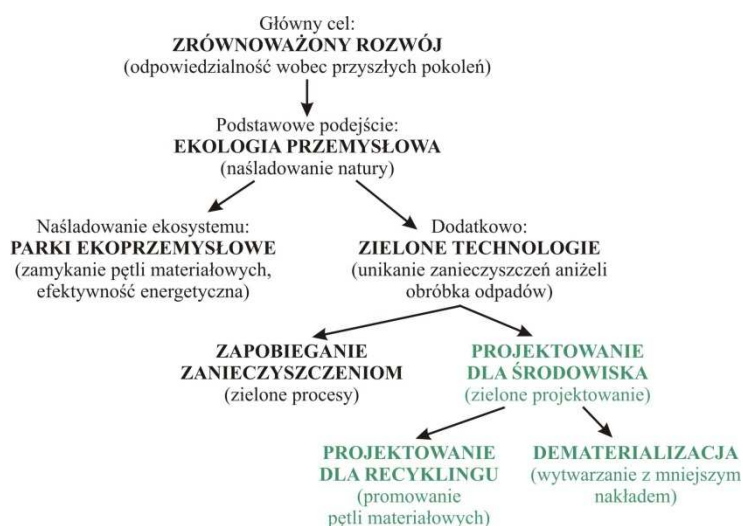 Główny cel:
ZRÓWNOWAŻONY ROZWÓJ
(odpowiedzialność wobec przyszłych pokoleń)
Podstawowe podejście:
EKOLOGIA PRZEMYSŁOWA
(naśladowanie natury)
Naśladowanie ekosystemu:
PARKI EKOPRZEMYSŁOWE
(zamykanie pętli materiałowych,
efektywność energetyczna)
Dodatkowo:
ZIELONE TECHNOLOGIE
(unikanie zanieczyszczeń aniżeli
obróbka odpadów)
ZAPOBIEGANIE
ZANIECZYSZCZENIOM
(zielone procesy)
PROJEKTOWANIE
DLA ŚRODOWISKA
(zielone projektowanie)
PROJEKTOWANIE
DLA RECYKLINGU
(promowanie
pętli materiałowych)
DEMATERIALIZACJA
(wytwarzanie z mniejszym
nakładem)